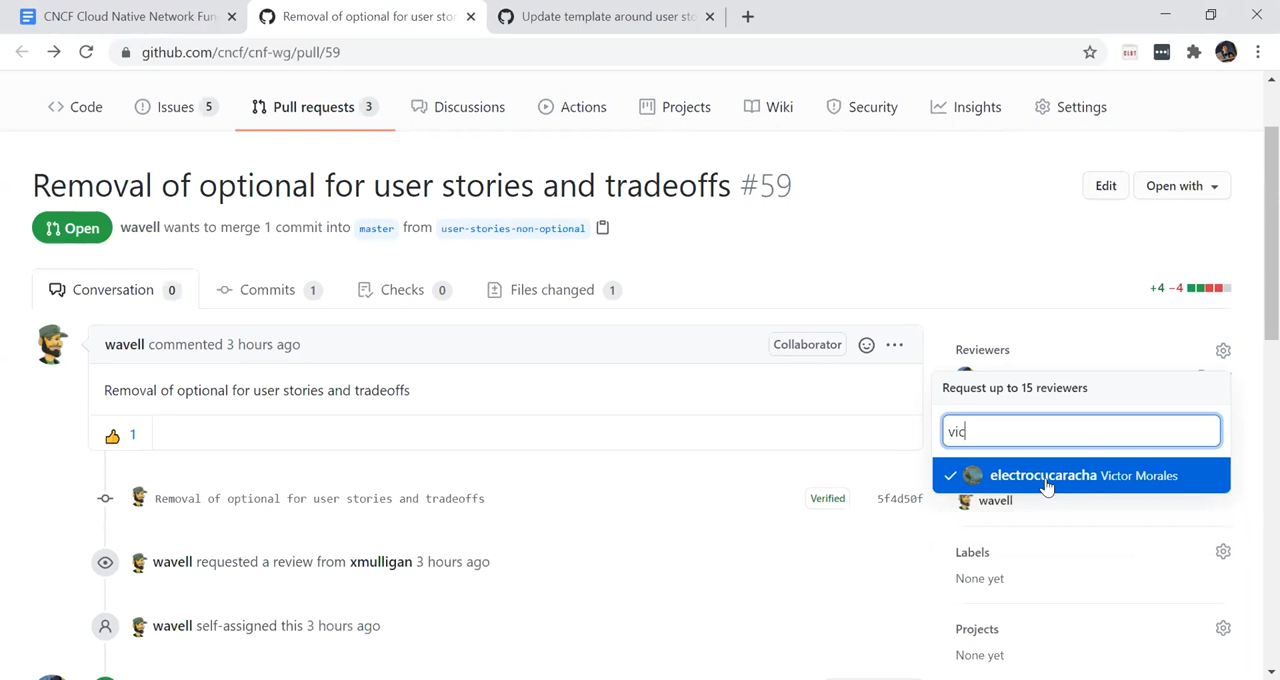 CNCF Cloud Native Network Fun
Removal of optional for user stor
Update template around user sto
github.com/cncf/cnf-wg/pull/59
Code
Issues 5
Pull requests 3
Discussions
Actions
Projects
Wiki
Security
Insights
Settings
Removal of optional for user stories and tradeoffs #59
Edit
Open with
Open
wavell wants to merge 1 commit into master from user-stories-non-optional
Conversation 0
Commits 1
Checks 0
Files changed 1
+4 −4
wavell commented 3 hours ago
Collaborator
Removal of optional for user stories and tradeoffs
1
Removal of optional for user stories and tradeoffs
Verified
5f4d50f
wavell requested a review from xmulligan 3 hours ago
wavell self-assigned this 3 hours ago
Reviewers
Request up to 15 reviewers
vic
electrocucaracha Victor Morales
wavell
Labels
None yet
Projects
None yet